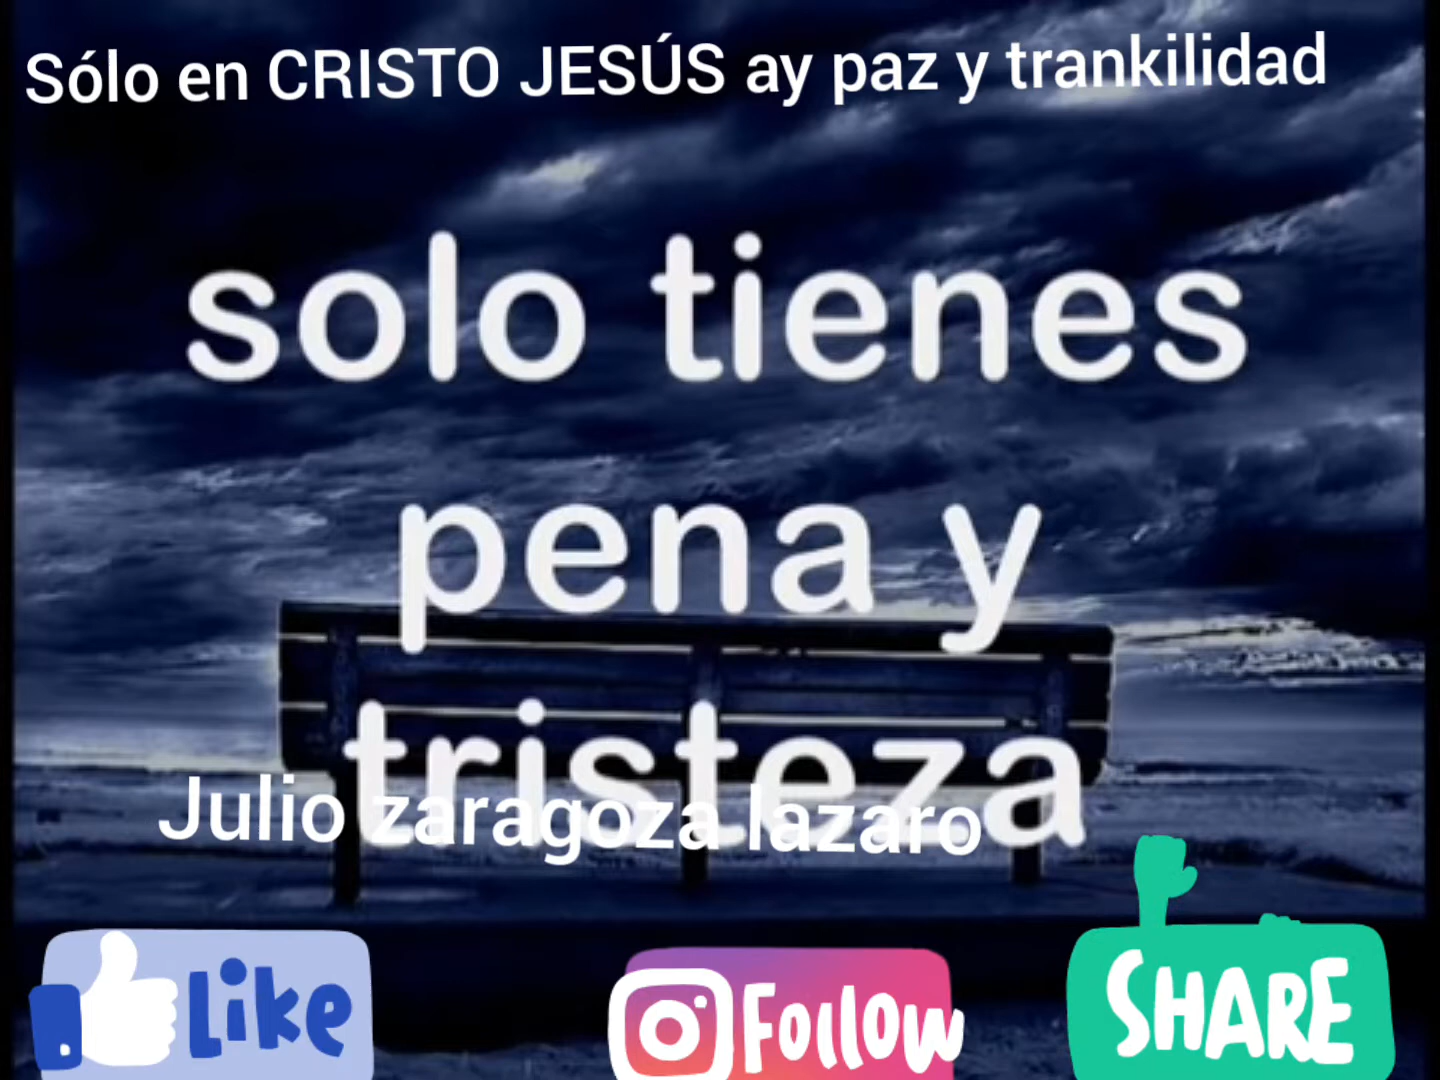 Sólo en CRISTO JESÚS ay paz y trankilidad
solo tienes
pena y
tristeza
Julio zaragoza lazaro
Like
Follow
SHARE